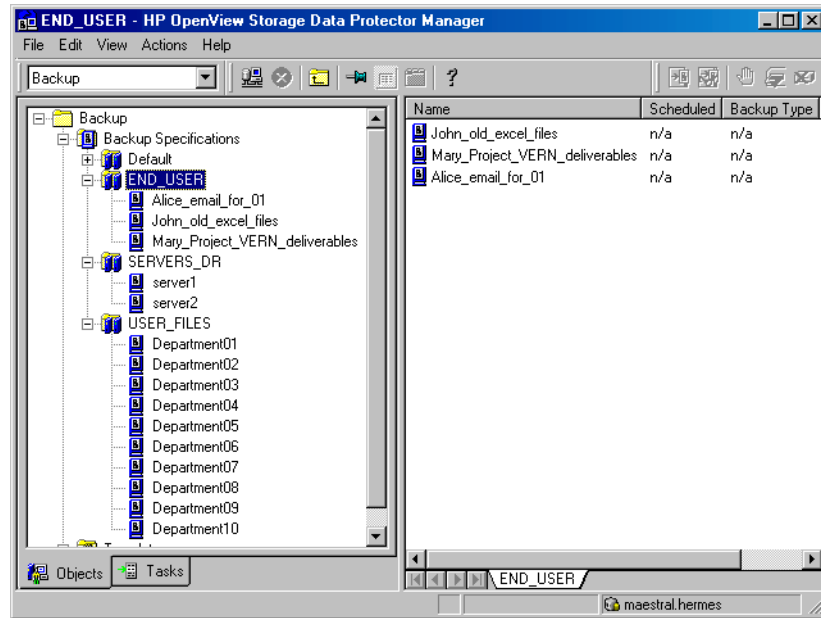 END_USER - HP OpenView Storage Data Protector Manager
File Edit View Actions Help
Backup
Backup
Backup Specifications
Default
END_USER
Alice_email_for_01
John_old_excel_files
Mary_Project_VERN_deliverables
SERVERS_DR
server1
server2
USER_FILES
Department01
Department02
Department03
Department04
Department05
Department06
Department07
Department08
Department09
Department10
Objects Tasks
Name Scheduled Backup Type
John_old_excel_files n/a n/a
Mary_Project_VERN_deliverables n/a n/a
Alice_email_for_01 n/a n/a
END_USER
maestral.hermes